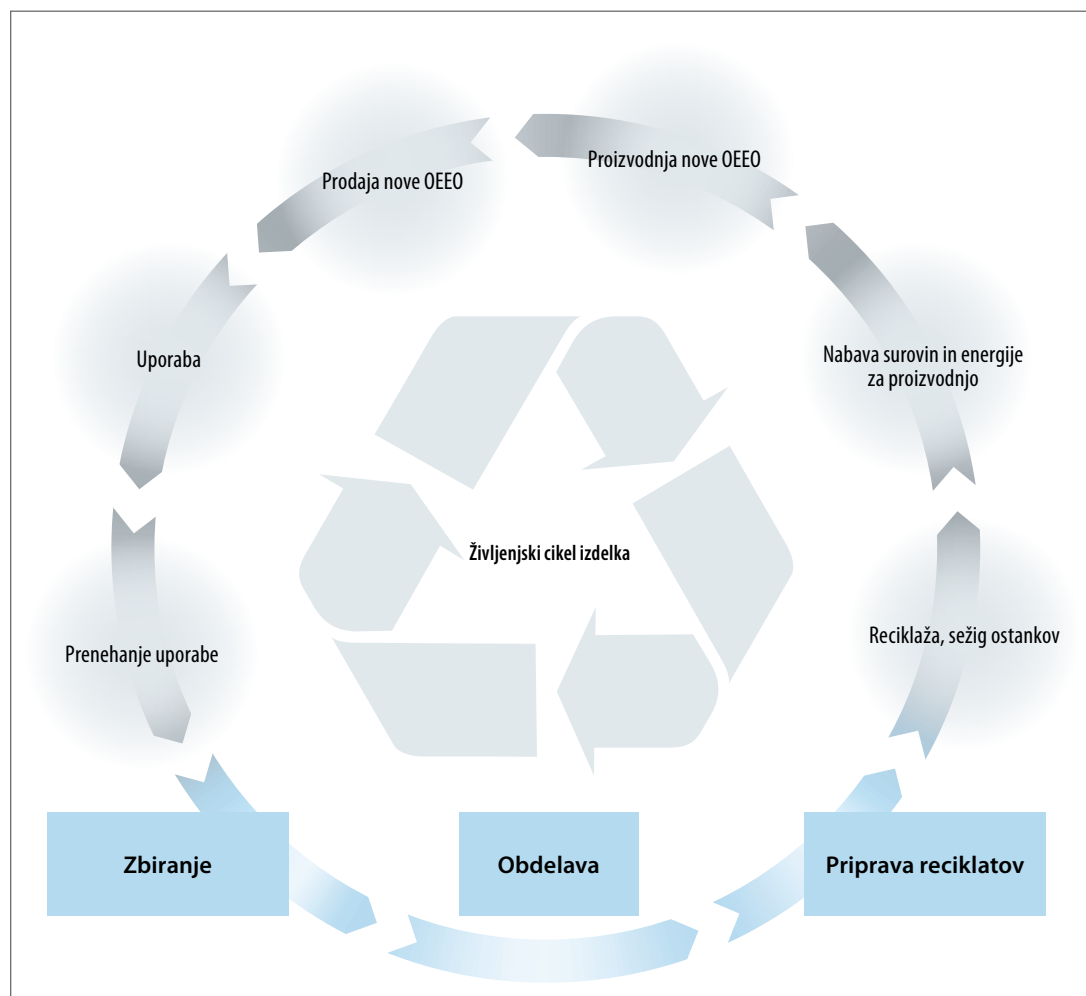 Proizvodnja nove OEEO
Prodaja nove OEEO
Uporaba
Nabava surovin in energije
za proizvodnjo
Življenjski cikel izdelka
Prenehanje uporabe
Reciklaža, sežig ostankov
Zbiranje
Obdelava
Priprava reciklatov